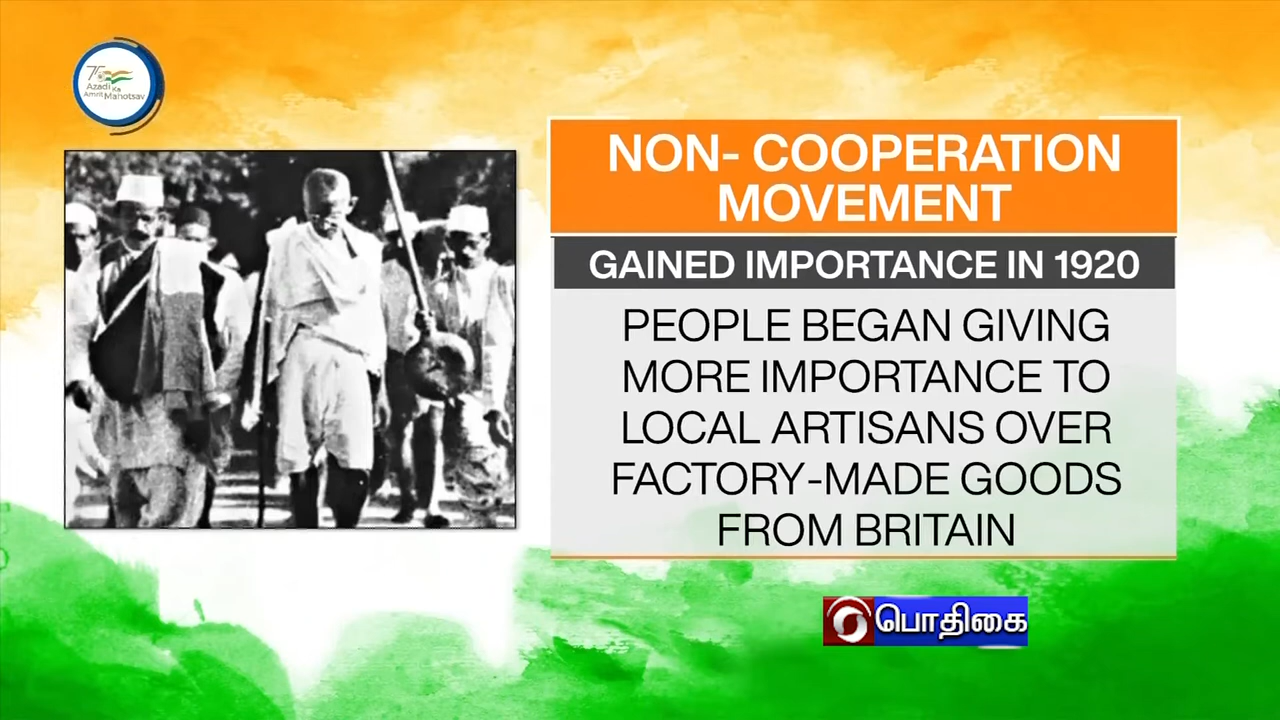 75
Azadi
Ka
Amrit Mahotsav
NON- COOPERATION
MOVEMENT
GAINED IMPORTANCE IN 1920
PEOPLE BEGAN GIVING
MORE IMPORTANCE TO
LOCAL ARTISANS OVER
FACTORY-MADE GOODS
FROM BRITAIN
பொதிகை